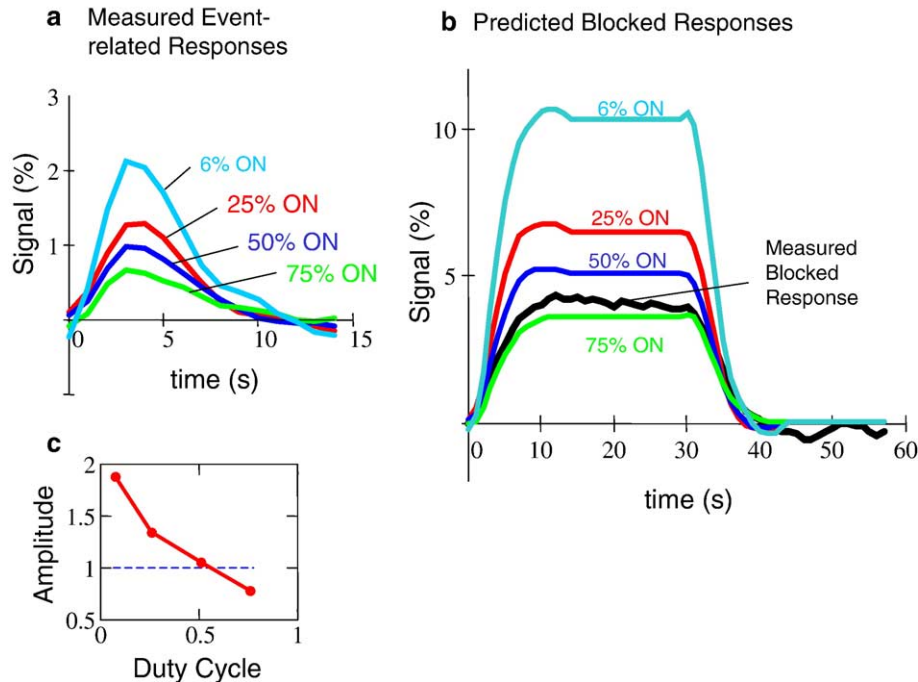 a Measured Event-
related Responses
3
2
1
Signal (%)
6% ON
25% ON
50% ON
75% ON
0 5 10 15
time (s)
b Predicted Blocked Responses
10
5
0
Signal (%)
6% ON
25% ON
50% ON
Measured
Blocked
Response
75% ON
0 10 20 30 40 50 60
time (s)
c
2
1.5
1
0.5
Amplitude
0 0.5 1
Duty Cycle